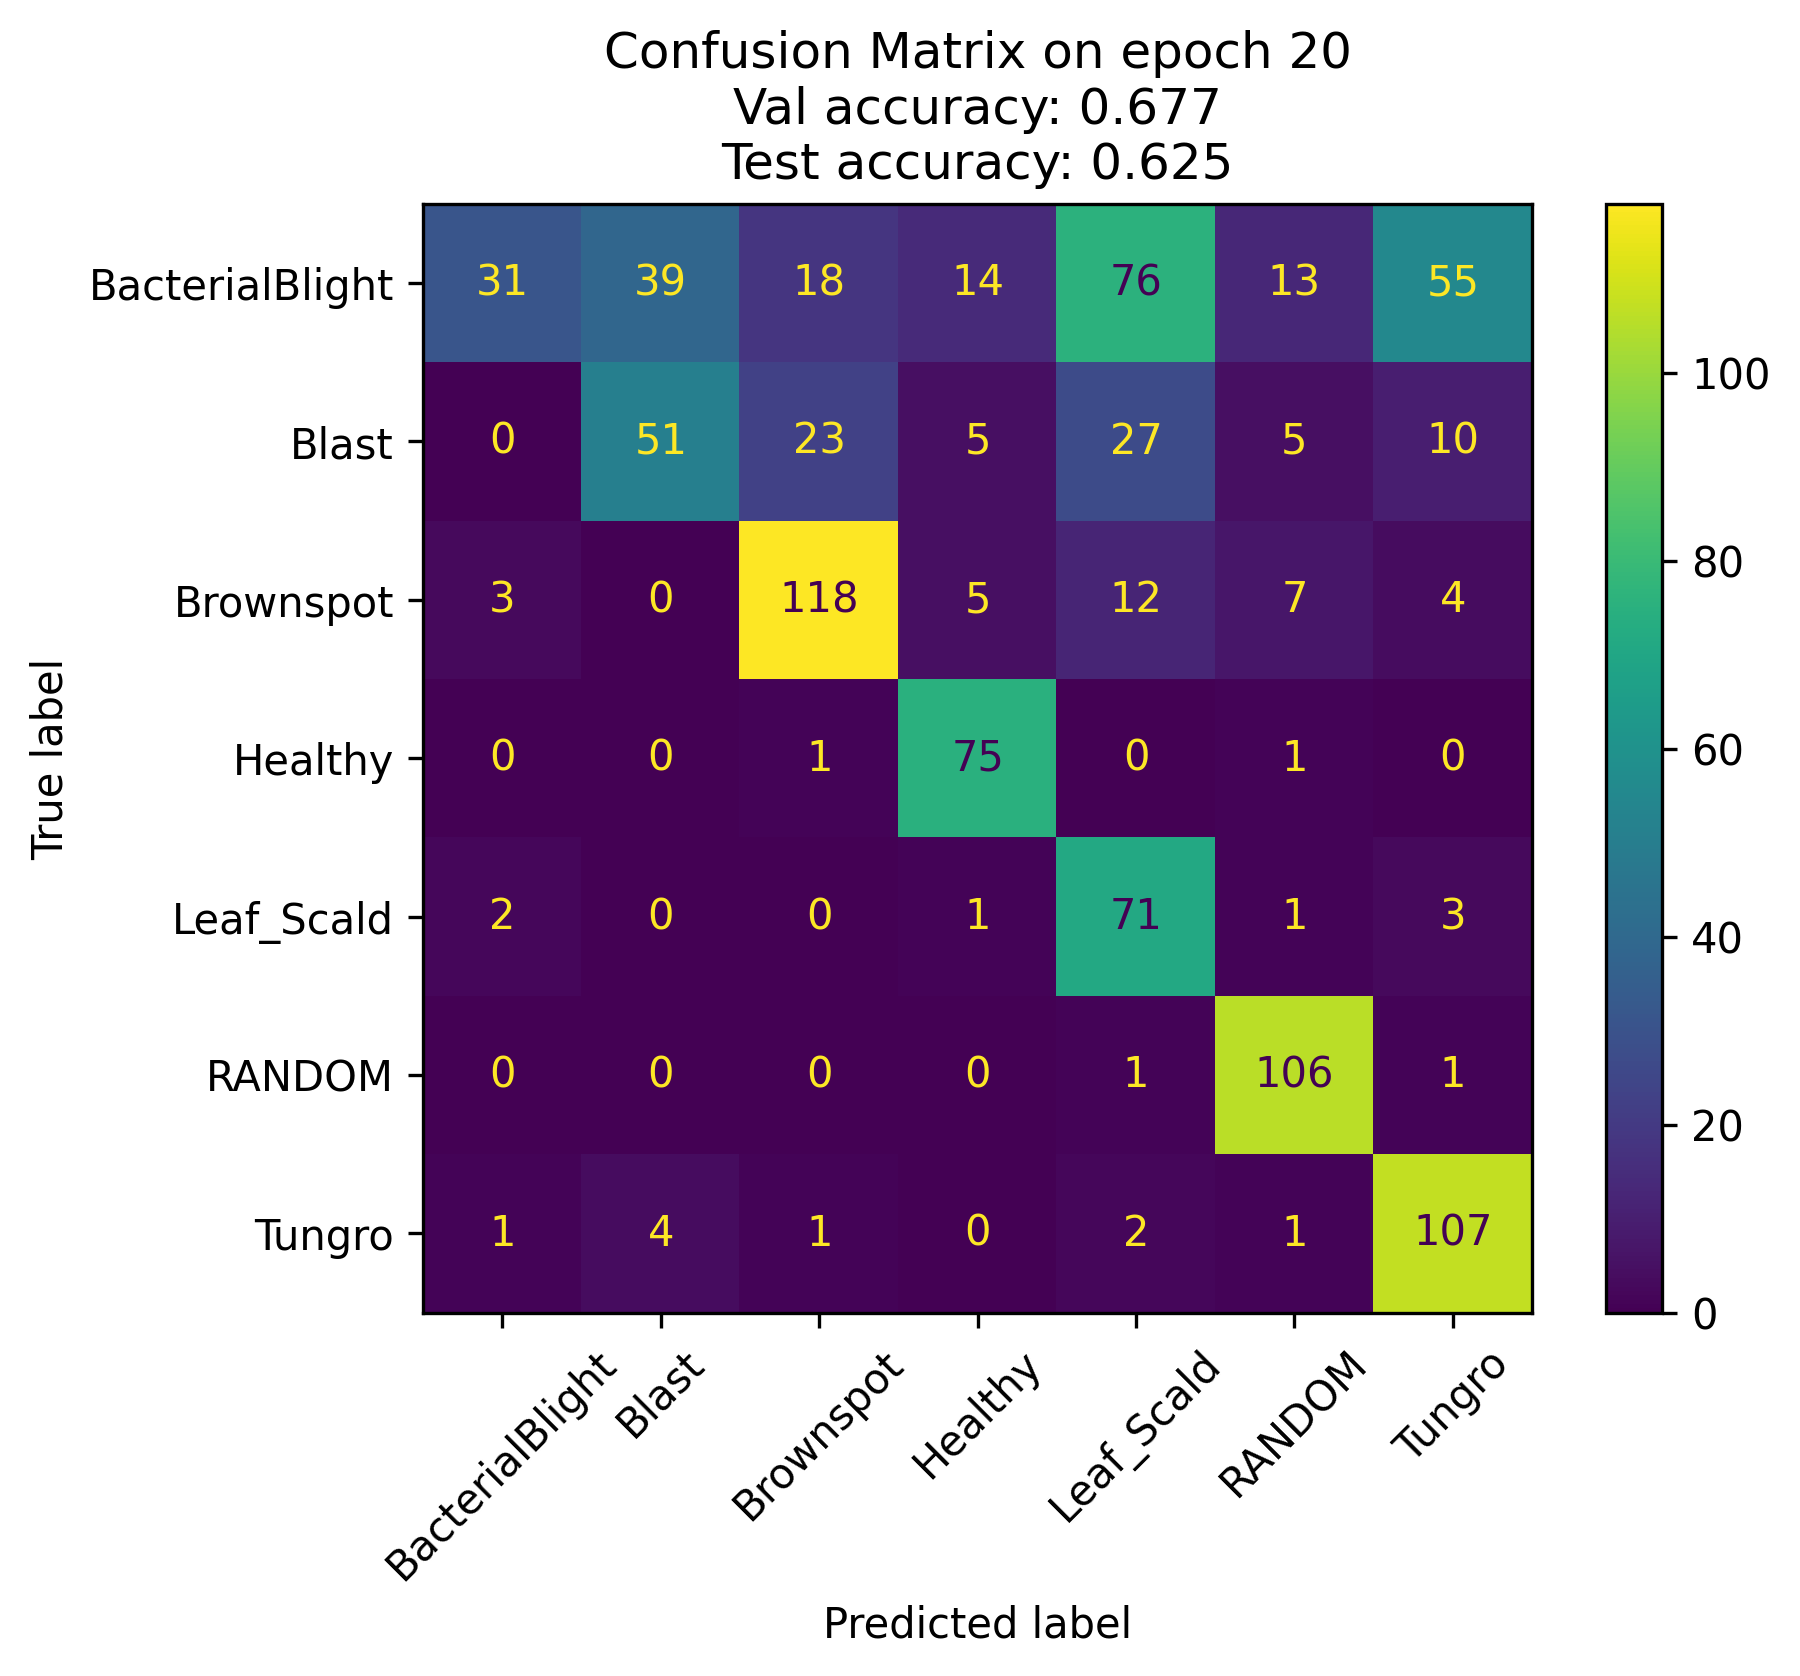 Confusion Matrix on epoch 20
Val accuracy: 0.677
Test accuracy: 0.625
True label
BacterialBlight 31 39 18 14 76 13 55
Blast 0 51 23 5 27 5 10
Brownspot 3 0 118 5 12 7 4
Healthy 0 0 1 75 0 1 0
Leaf_Scald 2 0 0 1 71 1 3
RANDOM 0 0 0 0 1 106 1
Tungro 1 4 1 0 2 1 107
BacterialBlight Blast Brownspot Healthy Leaf_Scald RANDOM Tungro
Predicted label
100
80
60
40
20
0